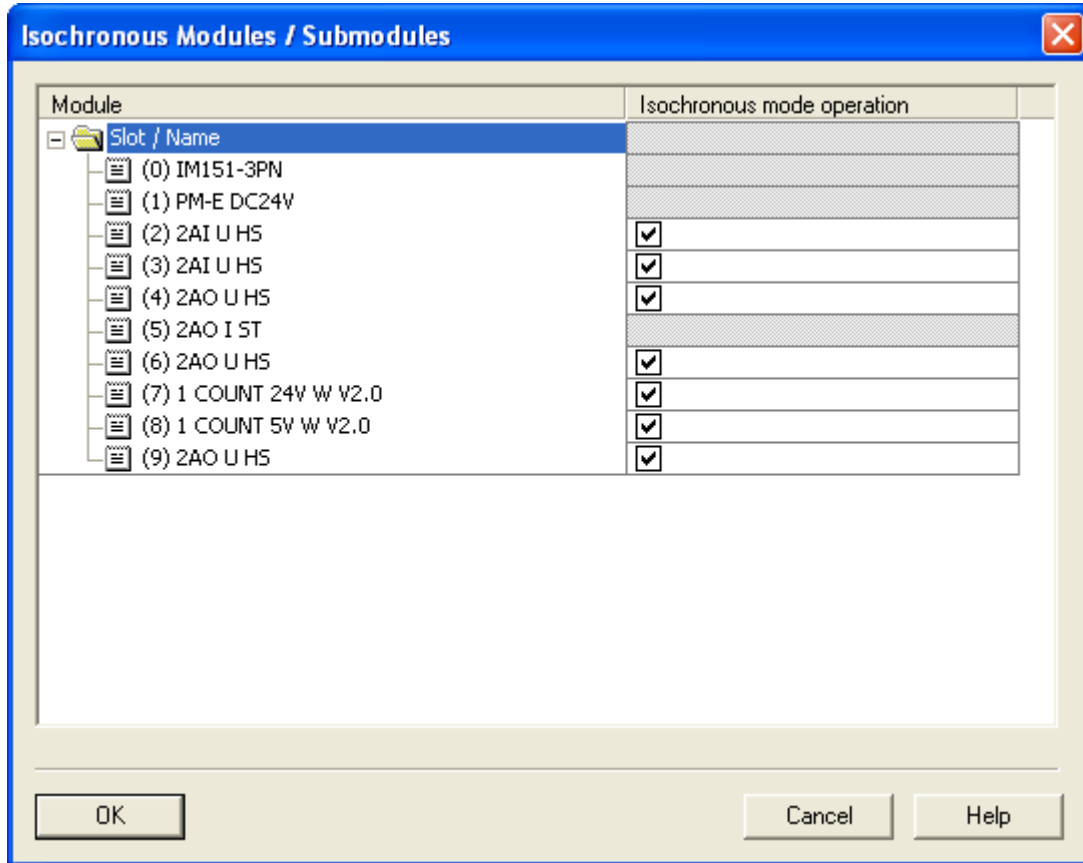 Isochronous Modules / Submodules
Module Isochronous mode operation
Slot / Name
(0) IM151-3PN
(1) PM-E DC24V
(2) 2AI U HS
(3) 2AI U HS
(4) 2AO U HS
(5) 2AO I ST
(6) 2AO U HS
(7) 1 COUNT 24V W V2.0
(8) 1 COUNT 5V W V2.0
(9) 2AO U HS
OK Cancel Help